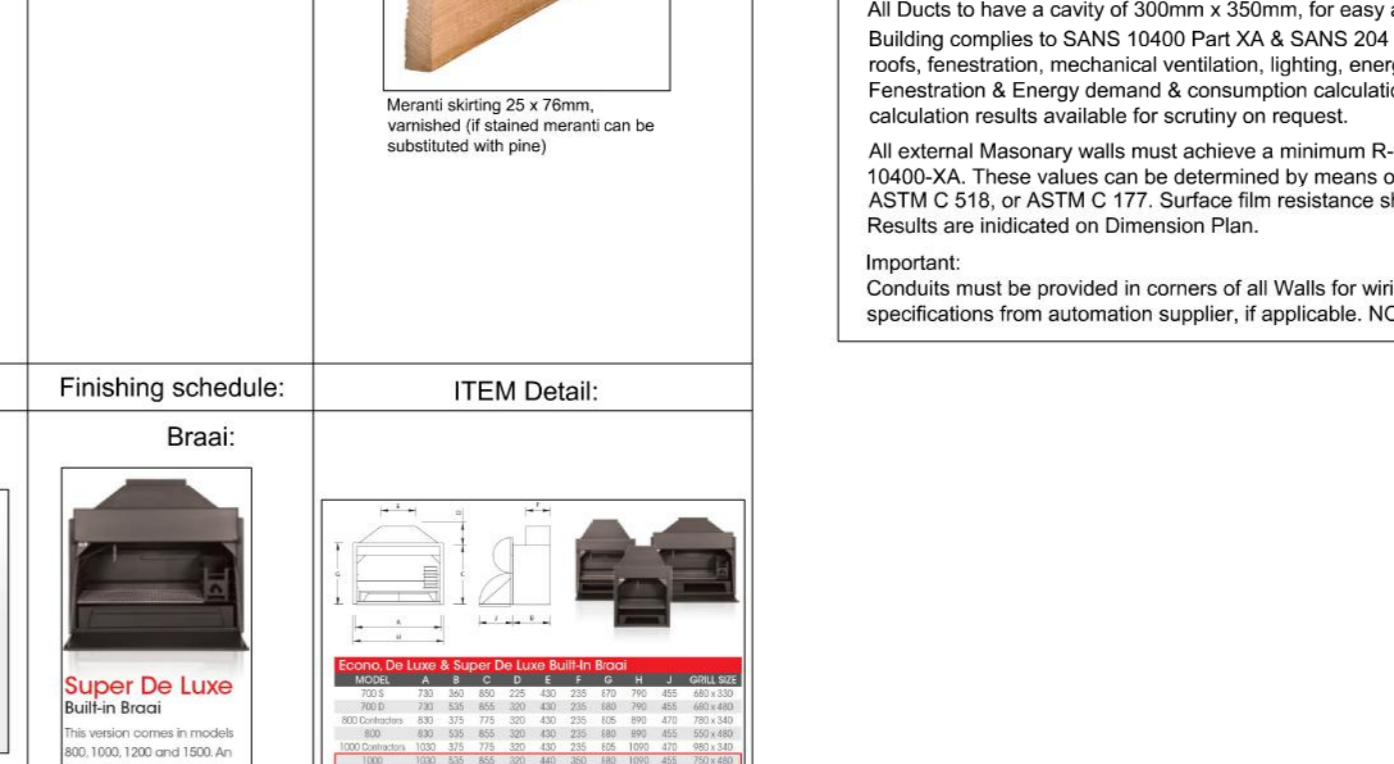 All Ducts to have a cavity of 300mm x 350mm, for easy
Building complies to SANS 10400 Part XA & SANS 204
roofs, fenestration, mechanical ventilation, lighting,
Fenestration & Energy demand & consumption
calculation results available for scrutiny on request.
All external Masonary walls must achieve a minimum R-
10400-XA. These values can be determined by means
ASTM C 518, or ASTM C 177. Surface film resistance
Results are inidicated on Dimension Plan.
Important:
Conduits must be provided in corners of all Walls for
specifications from automation supplier, if applicable.
Meranti skirting 25 x 76mm,
varnished (if stained meranti can be
substituted with pine)
Finishing schedule:
ITEM Detail:
Braai:
Super De Luxe
Built-in Braai
This version comes in models
800, 1000, 1200 and 1500. An
Econo, De Luxe & Super De Luxe Built-In Braai
MODEL A B C D E F G H J GRILL SIZE
700 S 730 360 850 225 430 235 670 790 455 680 x 330
700 D 730 535 855 320 430 235 680 790 455 680 x 480
800 Contractors 830 375 775 320 430 235 605 890 470 780 x 340
800 830 535 855 320 430 235 680 890 455 550 x 480
1000 Contractors 1030 375 775 320 430 235 605 1090 470 980 x 340
1000 1030 535 855 320 440 350 680 1090 455 750 x 480